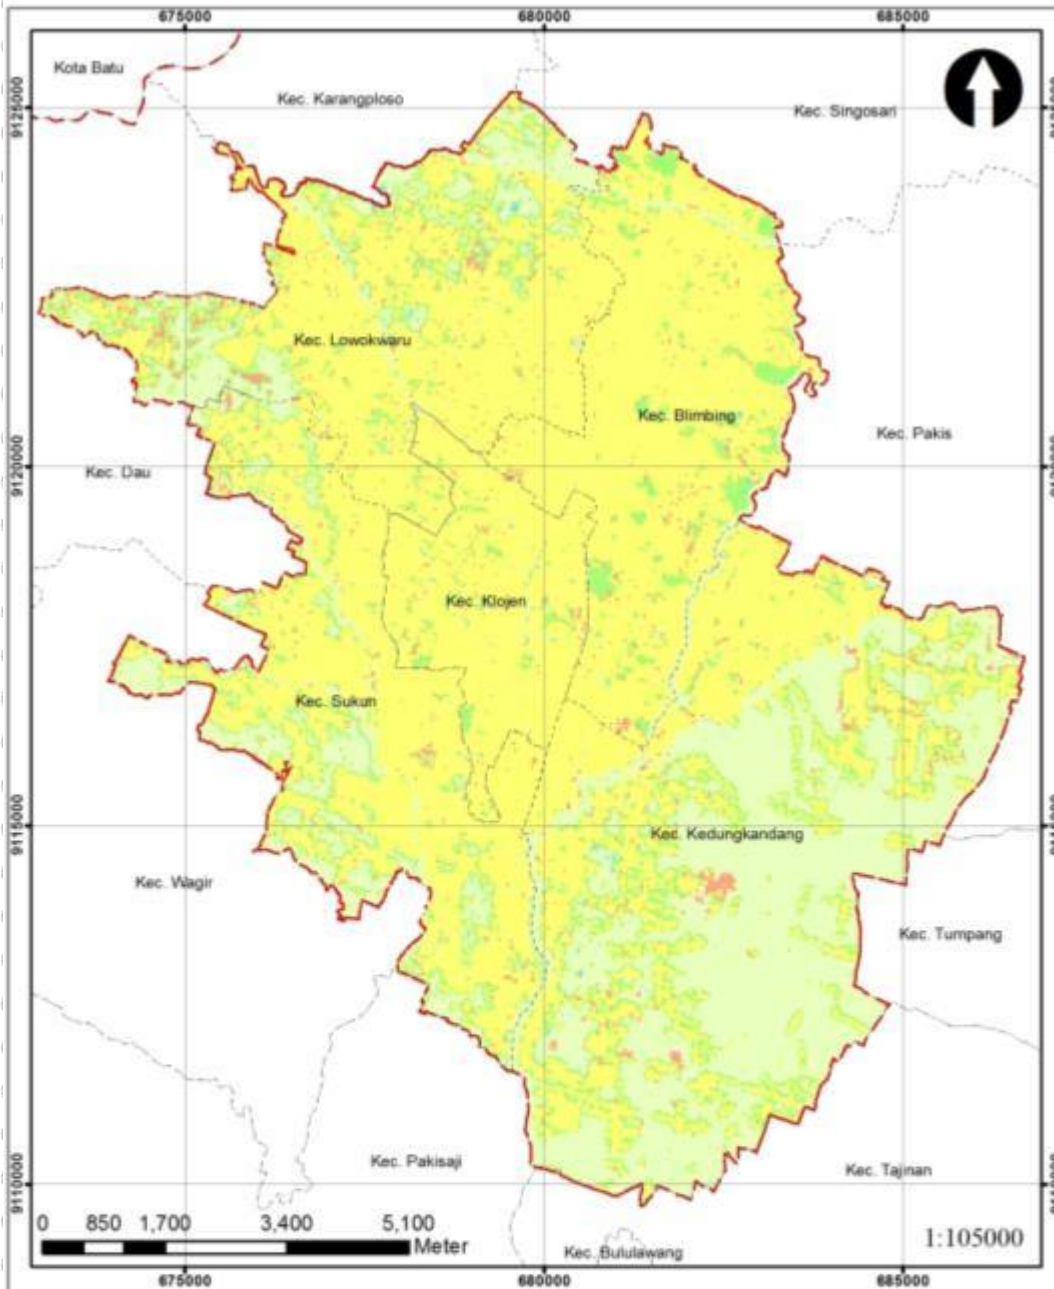 675000 680000 685000
Kota Batu
Kec. Karangploso
Kec. Singosari
9125000
Kec. Lowokwaru
Kec. Blimbing
Kec. Pakis
Kec. Dau
9120000
Kec. Klojen
Kec. Sukun
9115000
Kec. Kedungkandang
Kec. Wagir
Kec. Tumpang
Kec. Pakisaji
Kec. Tajinan
9110000
0 850 1,700 3,400 5,100
Meter
1:105000
Kec. Bululawang
675000 680000 685000